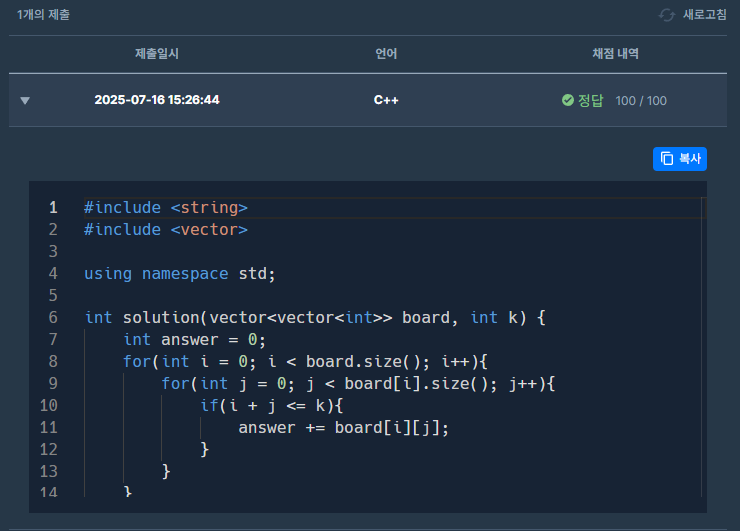 1개의 제출 새로고침
제출일시 언어 채점 내역
▼ 2025-07-16 15:26:44 C++ 정답 100 / 100
복사
1 #include <string>
2 #include <vector>
3
4 using namespace std;
5
6 int solution(vector<vector<int>> board, int k) {
7     int answer = 0;
8     for(int i = 0; i < board.size(); i++){
9         for(int j = 0; j < board[i].size(); j++){
10             if(i + j <= k){
11                 answer += board[i][j];
12             }
13         }
14     }